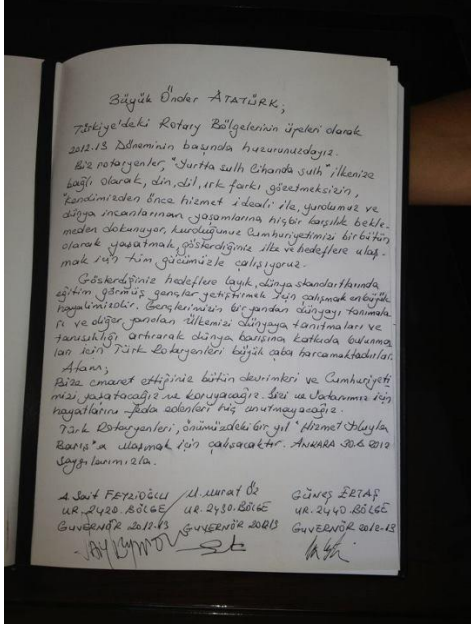 Büyük Önder ATATÜRK,
Türkiye'deki Rotary Bölgelerinin üyeleri olarak
2012-13 Döneminin başında huzurunuzdayız.
Biz rotaryenler, "Yurtta sulh Cihanda sulh" ilkenize
bağlı olarak, din, dil, ırk farkı gözetmeksizin,
"kendimizden önce hizmet ideali" ile, yurdumuz ve
dünya insanlarının yaşamlarına hiçbir karşılık bekle-
meden dokunuyor, kurduğunuz Cumhuriyetimizi bir bütün
olarak yaşatmak, gösterdiğiniz ilke ve hedeflere ulaş-
mak için tüm gücümüzle çalışıyoruz.
Gösterdiğiniz hedeflere layık, dünya standartlarında
eğitim görmüş gençler yetiştirmek için çalışmak en büyük
hayalimizdir. Gençlerimizin bir yandan dünyayı tanımala-
rı ve diğer yandan ülkemizi dünyaya tanıtmaları ve
tanışıklığı artırarak dünya barışına katkıda bulunma-
ları için Türk Rotaryenleri büyük çaba harcamaktadırlar.
Atam;
Bize emanet ettiğiniz bütün devrimleri ve Cumhuriyeti-
mizi yaşatacağız ve koruyacağız. Sizi ve Vatanımız için
hayatlarını feda edenleri hiç unutmayacağız.
Türk Rotaryenleri, önümüzdeki bir yıl "Hizmet Yoluyla
Barış"a ulaşmak için çalışacaktır. ANKARA 30.6.2012
Saygılarımızla.
A. Sait FEYZİOĞLU M. Murat ÖZ GÜNEŞ ERTAŞ
UR. 2420. BÖLGE UR. 2430. BÖLGE UR. 2440. BÖLGE
GUVERNÖR 2012-13 GUVERNÖR 2012-13 GUVERNÖR 2012-13